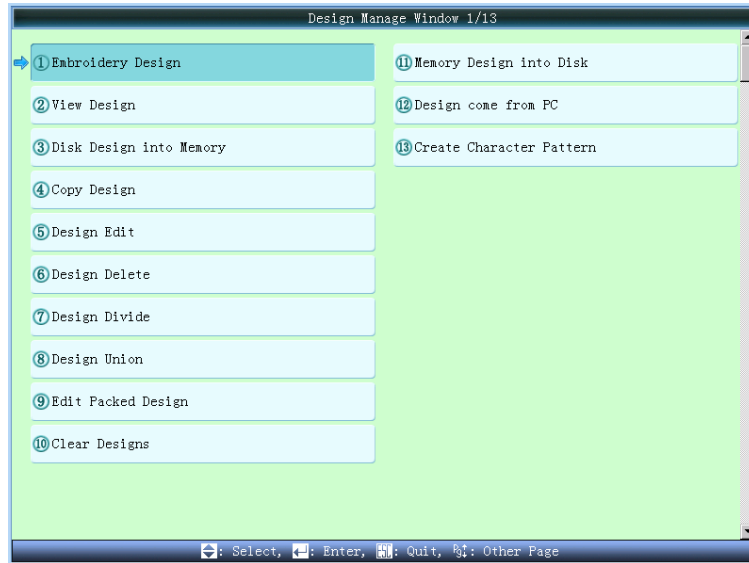 Design Manage Window 1/13
①Embroidery Design
②View Design
③Disk Design into Memory
④Copy Design
⑤Design Edit
⑥Design Delete
⑦Design Divide
⑧Design Union
⑨Edit Packed Design
⑩Clear Designs
⑪Memory Design into Disk
⑫Design come from PC
⑬Create Character Pattern
: Select, : Enter, ESC: Quit, Pg: Other Page